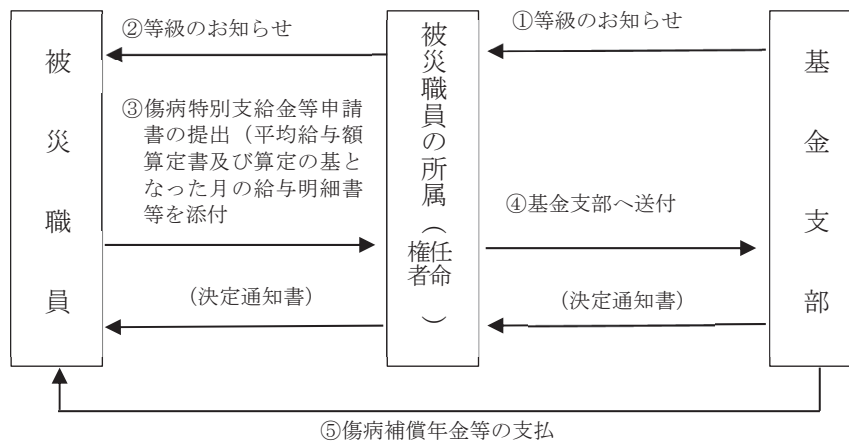 ②等級のお知らせ
①等級のお知らせ
被災職員
被災職員の所属（任命権者）
基金支部
③傷病特別支給金等申請
書の提出（平均給与額
算定書及び算定の基と
なった月の給与明細書
等を添付
④基金支部へ送付
（決定通知書）
（決定通知書）
⑤傷病補償年金等の支払